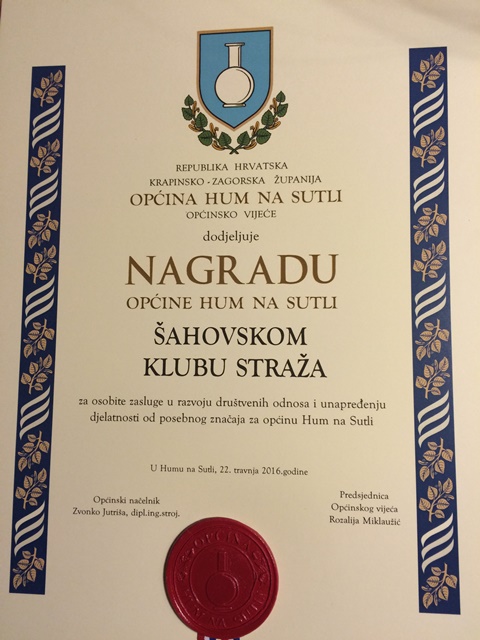 REPUBLIKA HRVATSKA
KRAPINSKO - ZAGORSKA ŽUPANIJA
OPĆINA HUM NA SUTLI
OPĆINSKO VIJEĆE
dodjeljuje
NAGRADU
OPĆINE HUM NA SUTLI
ŠAHOVSKOM
KLUBU STRAŽA
za osobite zasluge u razvoju društvenih odnosa i unapređenju
djelatnosti od posebnog značaja za općinu Hum na Sutli
U Humu na Sutli, 22. travnja 2016.godine
Općinski načelnik
Zvonko Jutriša, dipl.ing.stroj.
Predsjednica
Općinskog vijeća
Rozalija Miklaužić